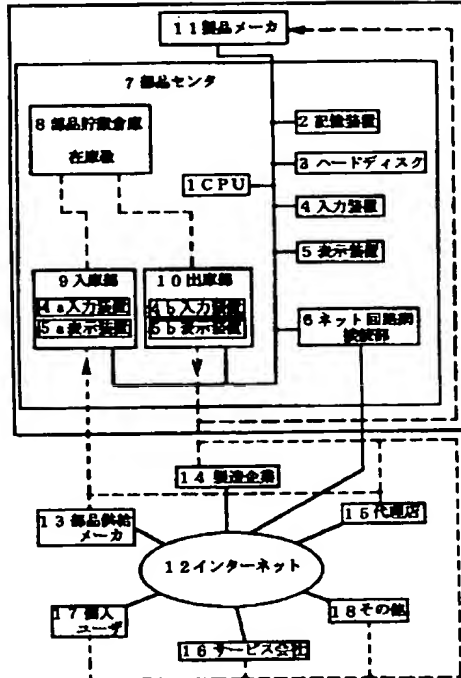 11製品メーカ
7部品センタ
8部品貯蔵倉庫
在庫数
2記憶装置
3ハードディスク
1CPU
4入力装置
5表示装置
9入庫部
4a入力装置
5a表示装置
10出庫部
4b入力装置
5b表示装置
6ネット回路網
接続部
14製造企業
13部品供給
メーカ
15代理店
12インターネット
17個人
ユーザ
18その他
16サービス会社